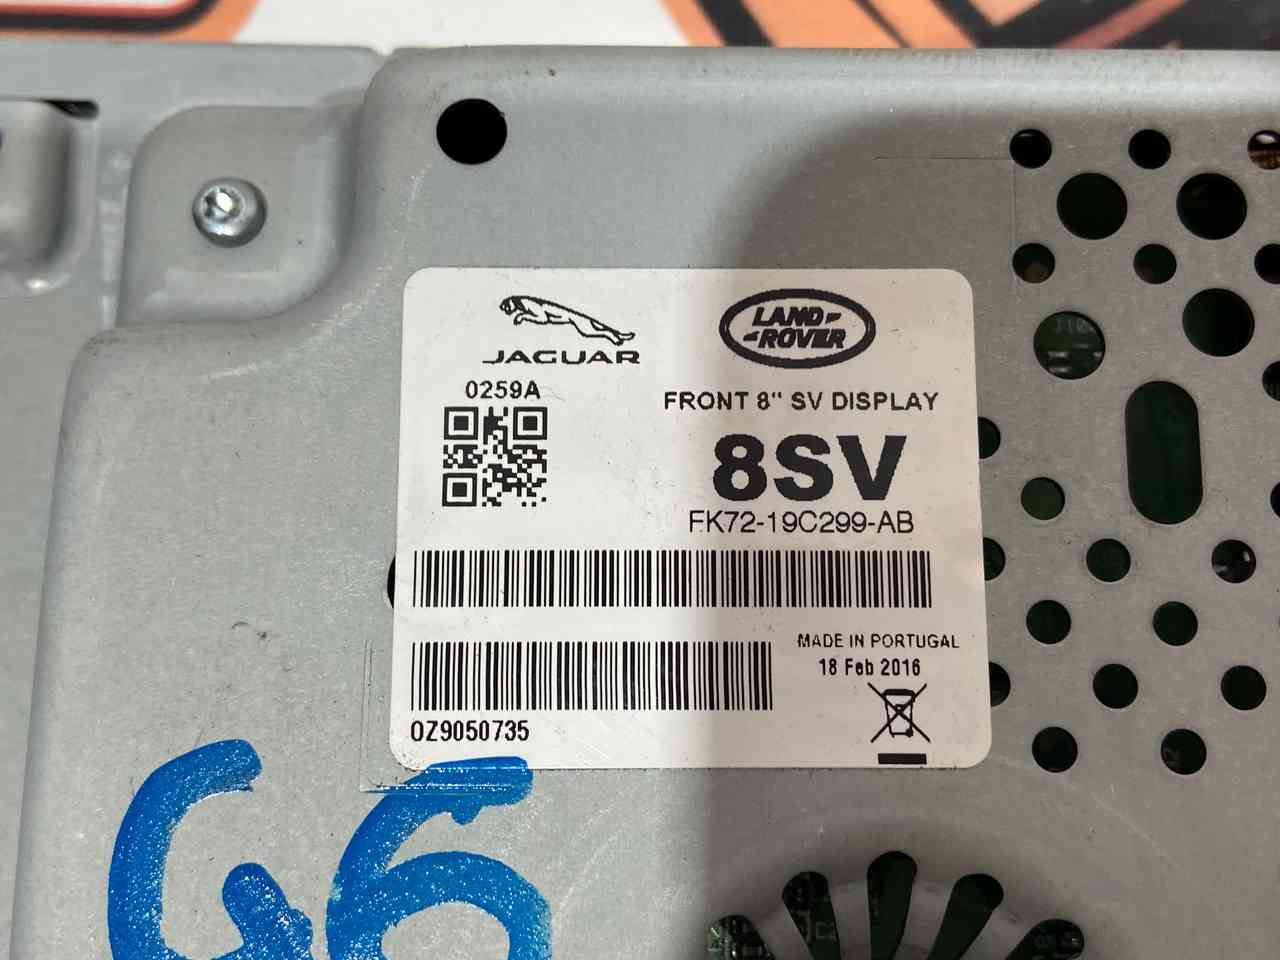 JAGUAR
LAND
ROVER
0259A
FRONT 8" SV DISPLAY
8SV
FK72-19C299-AB
MADE IN PORTUGAL
18 Feb 2016
OZ9050735
G6